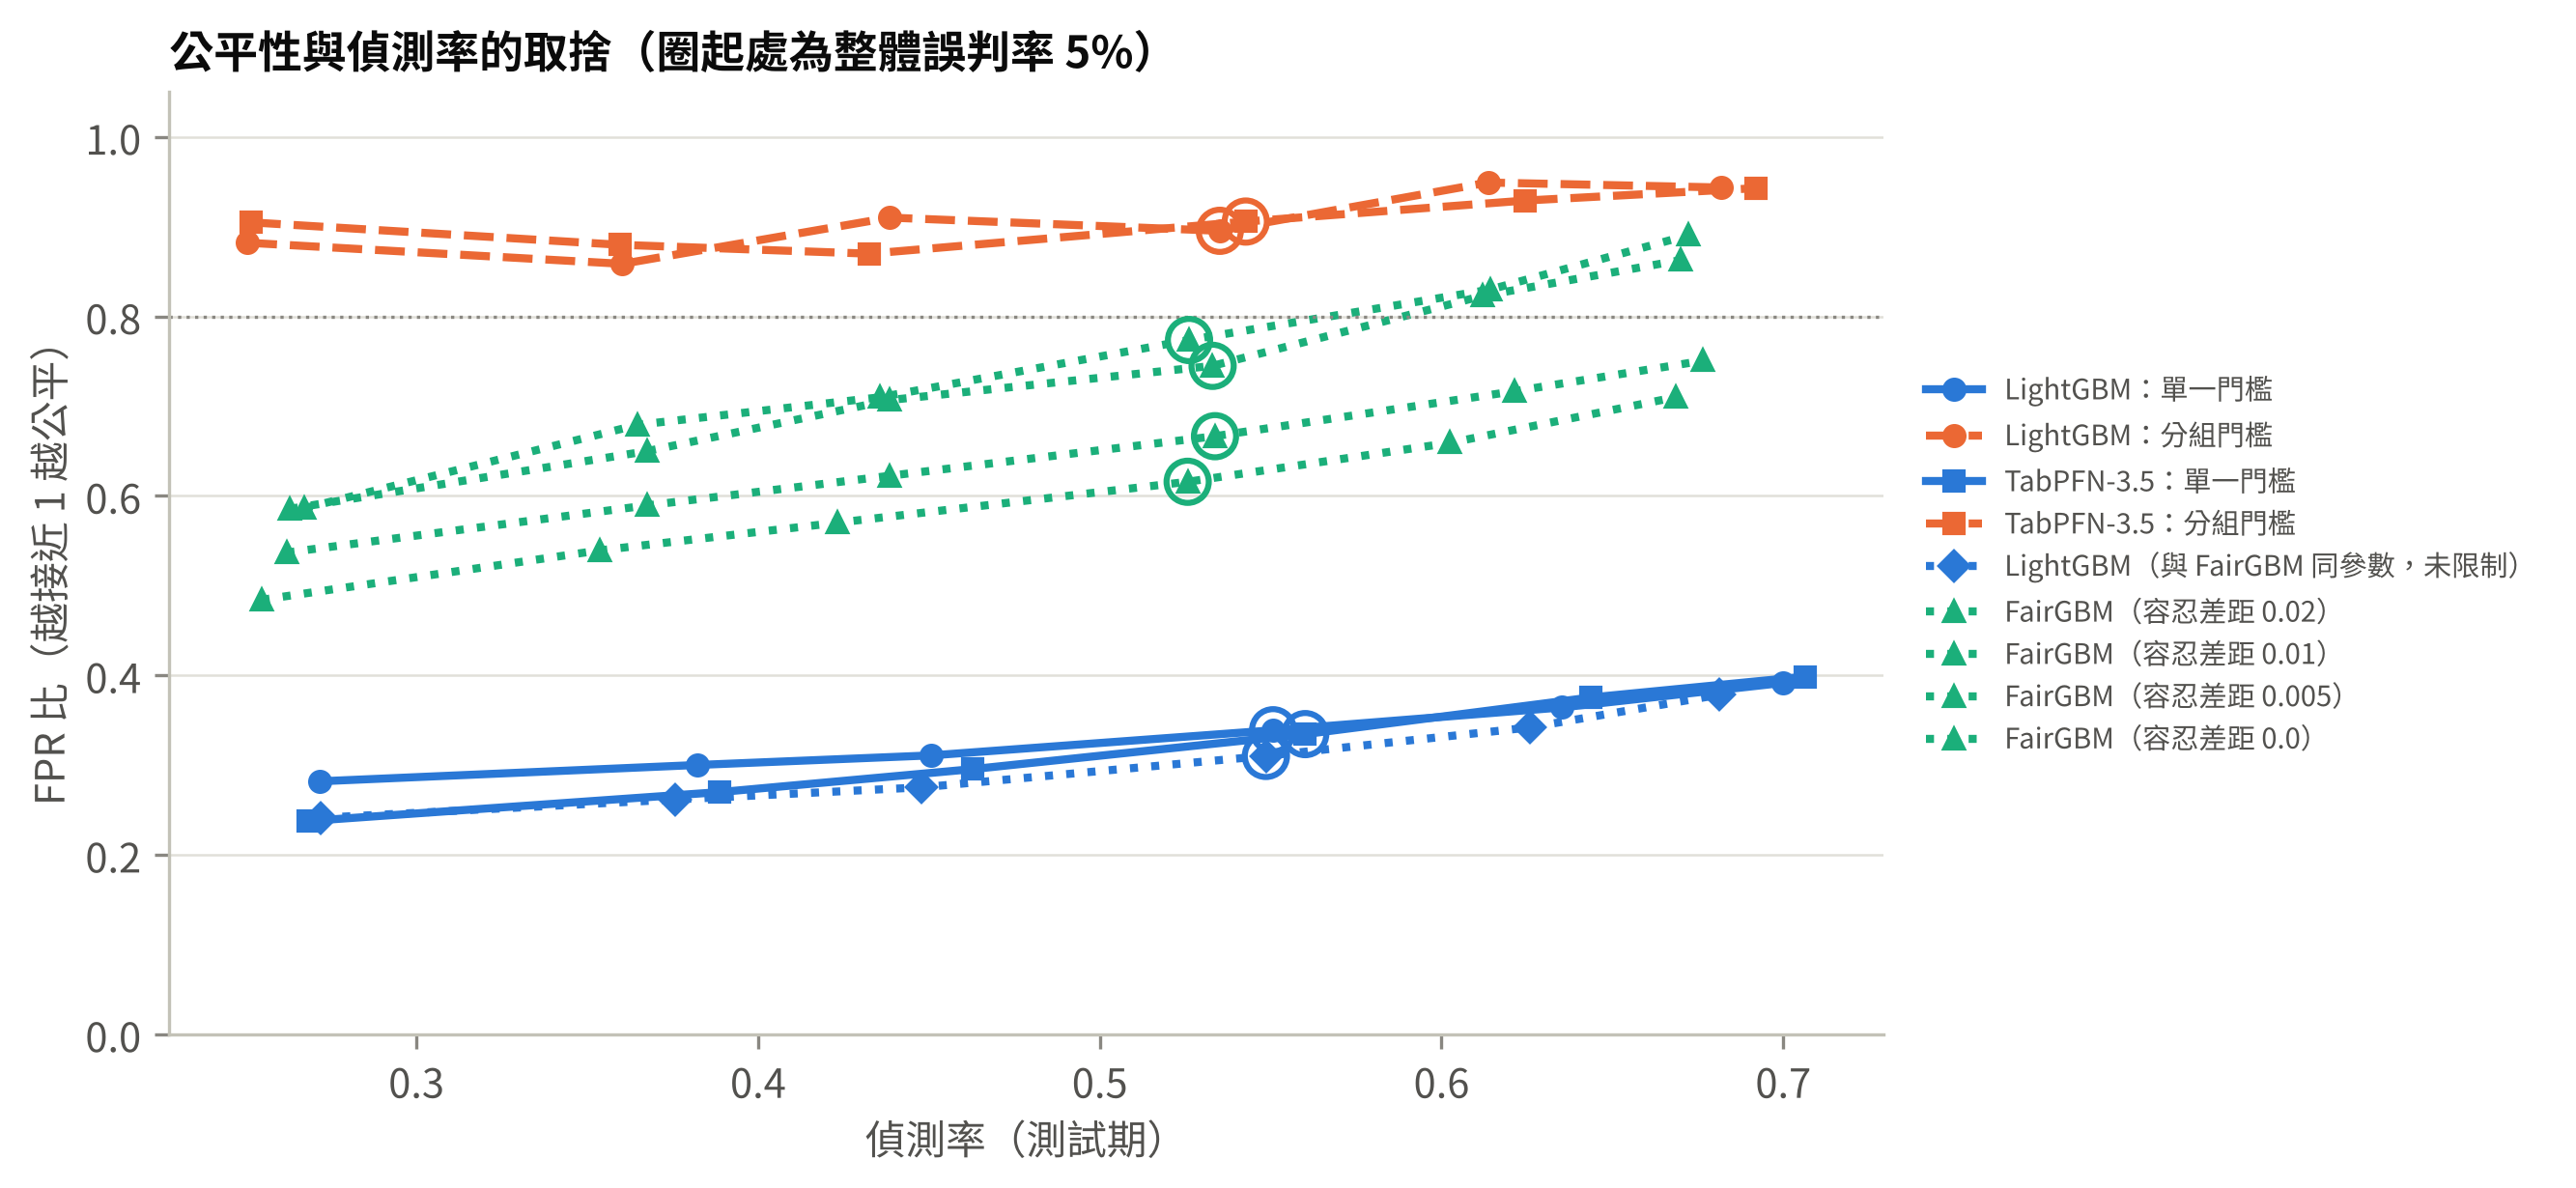 公平性與偵測率的取捨（圈起處為整體誤判率 5%）
FPR 比（越接近 1 越公平）
1.0
0.8
0.6
0.4
0.2
0.0
0.3
0.4
0.5
0.6
0.7
偵測率（測試期）
LightGBM：單一門檻
LightGBM：分組門檻
TabPFN-3.5：單一門檻
TabPFN-3.5：分組門檻
LightGBM（與 FairGBM 同參數，未限制）
FairGBM（容忍差距 0.02）
FairGBM（容忍差距 0.01）
FairGBM（容忍差距 0.005）
FairGBM（容忍差距 0.0）